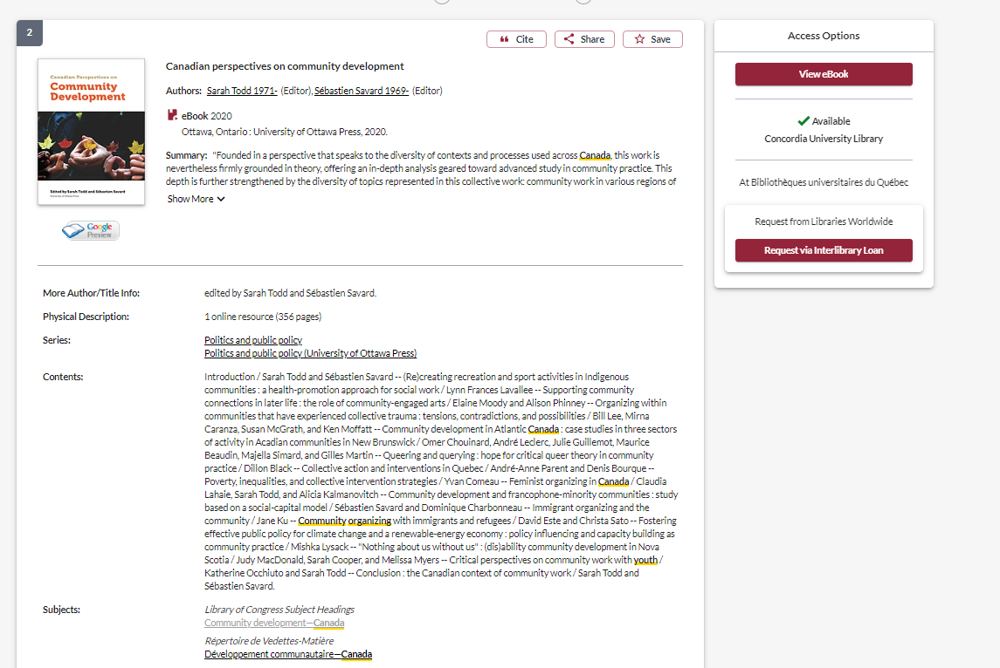 2
Cite
Share
Save
Canadian perspectives on community development
Canadian Perspectives on
Community
Development
Edited by Sarah Todd and Sébastien Savard
University of Ottawa Press
Google
Preview
Authors: Sarah Todd 1971- (Editor), Sébastien Savard 1969- (Editor)
eBook 2020
Ottawa, Ontario : University of Ottawa Press, 2020.
Summary: "Founded in a perspective that speaks to the diversity of contexts and processes used across Canada, this work is
nevertheless firmly grounded in theory, offering an in-depth analysis geared toward advanced study in community practice. This
depth is further strengthened by the diversity of topics represented in this collective work: community work in various regions of
Show More
More Author/Title Info: edited by Sarah Todd and Sébastien Savard.
Physical Description: 1 online resource (356 pages)
Series: Politics and public policy
Politics and public policy (University of Ottawa Press)
Contents: Introduction / Sarah Todd and Sébastien Savard -- (Re)creating recreation and sport activities in Indigenous
communities : a health-promotion approach for social work / Lynn Frances Lavallee -- Supporting community
connections in later life : the role of community-engaged arts / Elaine Moody and Alison Phinney -- Organizing within
communities that have experienced collective trauma : tensions, contradictions, and possibilities / Bill Lee, Mirna
Caranza, Susan McGrath, and Ken Moffatt -- Community development in Atlantic Canada : case studies in three sectors
of activity in Acadian communities in New Brunswick / Omer Chouinard, André Leclerc, Julie Guillemot, Maurice
Beaudin, Majella Simard, and Gilles Martin -- Queering and querying : hope for critical queer theory in community
practice / Dillon Black -- Collective action and interventions in Quebec / André-Anne Parent and Denis Bourque --
Poverty, inequalities, and collective intervention strategies / Yvan Comeau -- Feminist organizing in Canada / Claudia
Lahaie, Sarah Todd, and Alicia Kalmanovitch -- Community development and francophone-minority communities : study
based on a social-capital model / Sébastien Savard and Dominique Charbonneau -- Immigrant organizing and the
community / Jane Ku -- Community organizing with immigrants and refugees / David Este and Christa Sato -- Fostering
effective public policy for climate change and a renewable-energy economy : policy influencing and capacity building as
community practice / Mishka Lysack -- "Nothing about us without us" : (dis)ability community development in Nova
Scotia / Judy MacDonald, Sarah Cooper, and Melissa Myers -- Critical perspectives on community work with youth /
Katherine Occhiuto and Sarah Todd -- Conclusion : the Canadian context of community work / Sarah Todd and
Sébastien Savard.
Subjects: Library of Congress Subject Headings
Community development—Canada
Répertoire de Vedettes-Matière
Développement communautaire—Canada
Access Options
View eBook
Available
Concordia University Library
At Bibliothèques universitaires du Québec
Request from Libraries Worldwide
Request via Interlibrary Loan